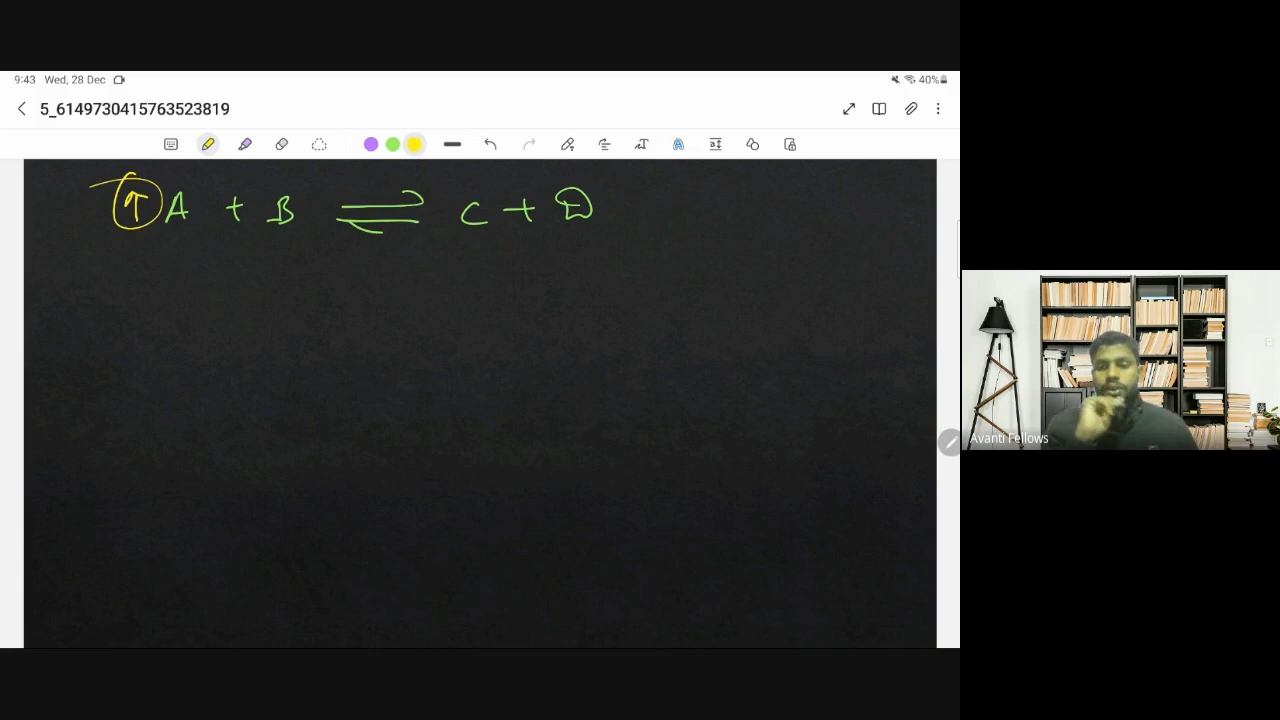 9:43 Wed, 28 Dec 40%
5_6149730415763523819
↑ A + B ⇌ C + D
Avanti Fellows